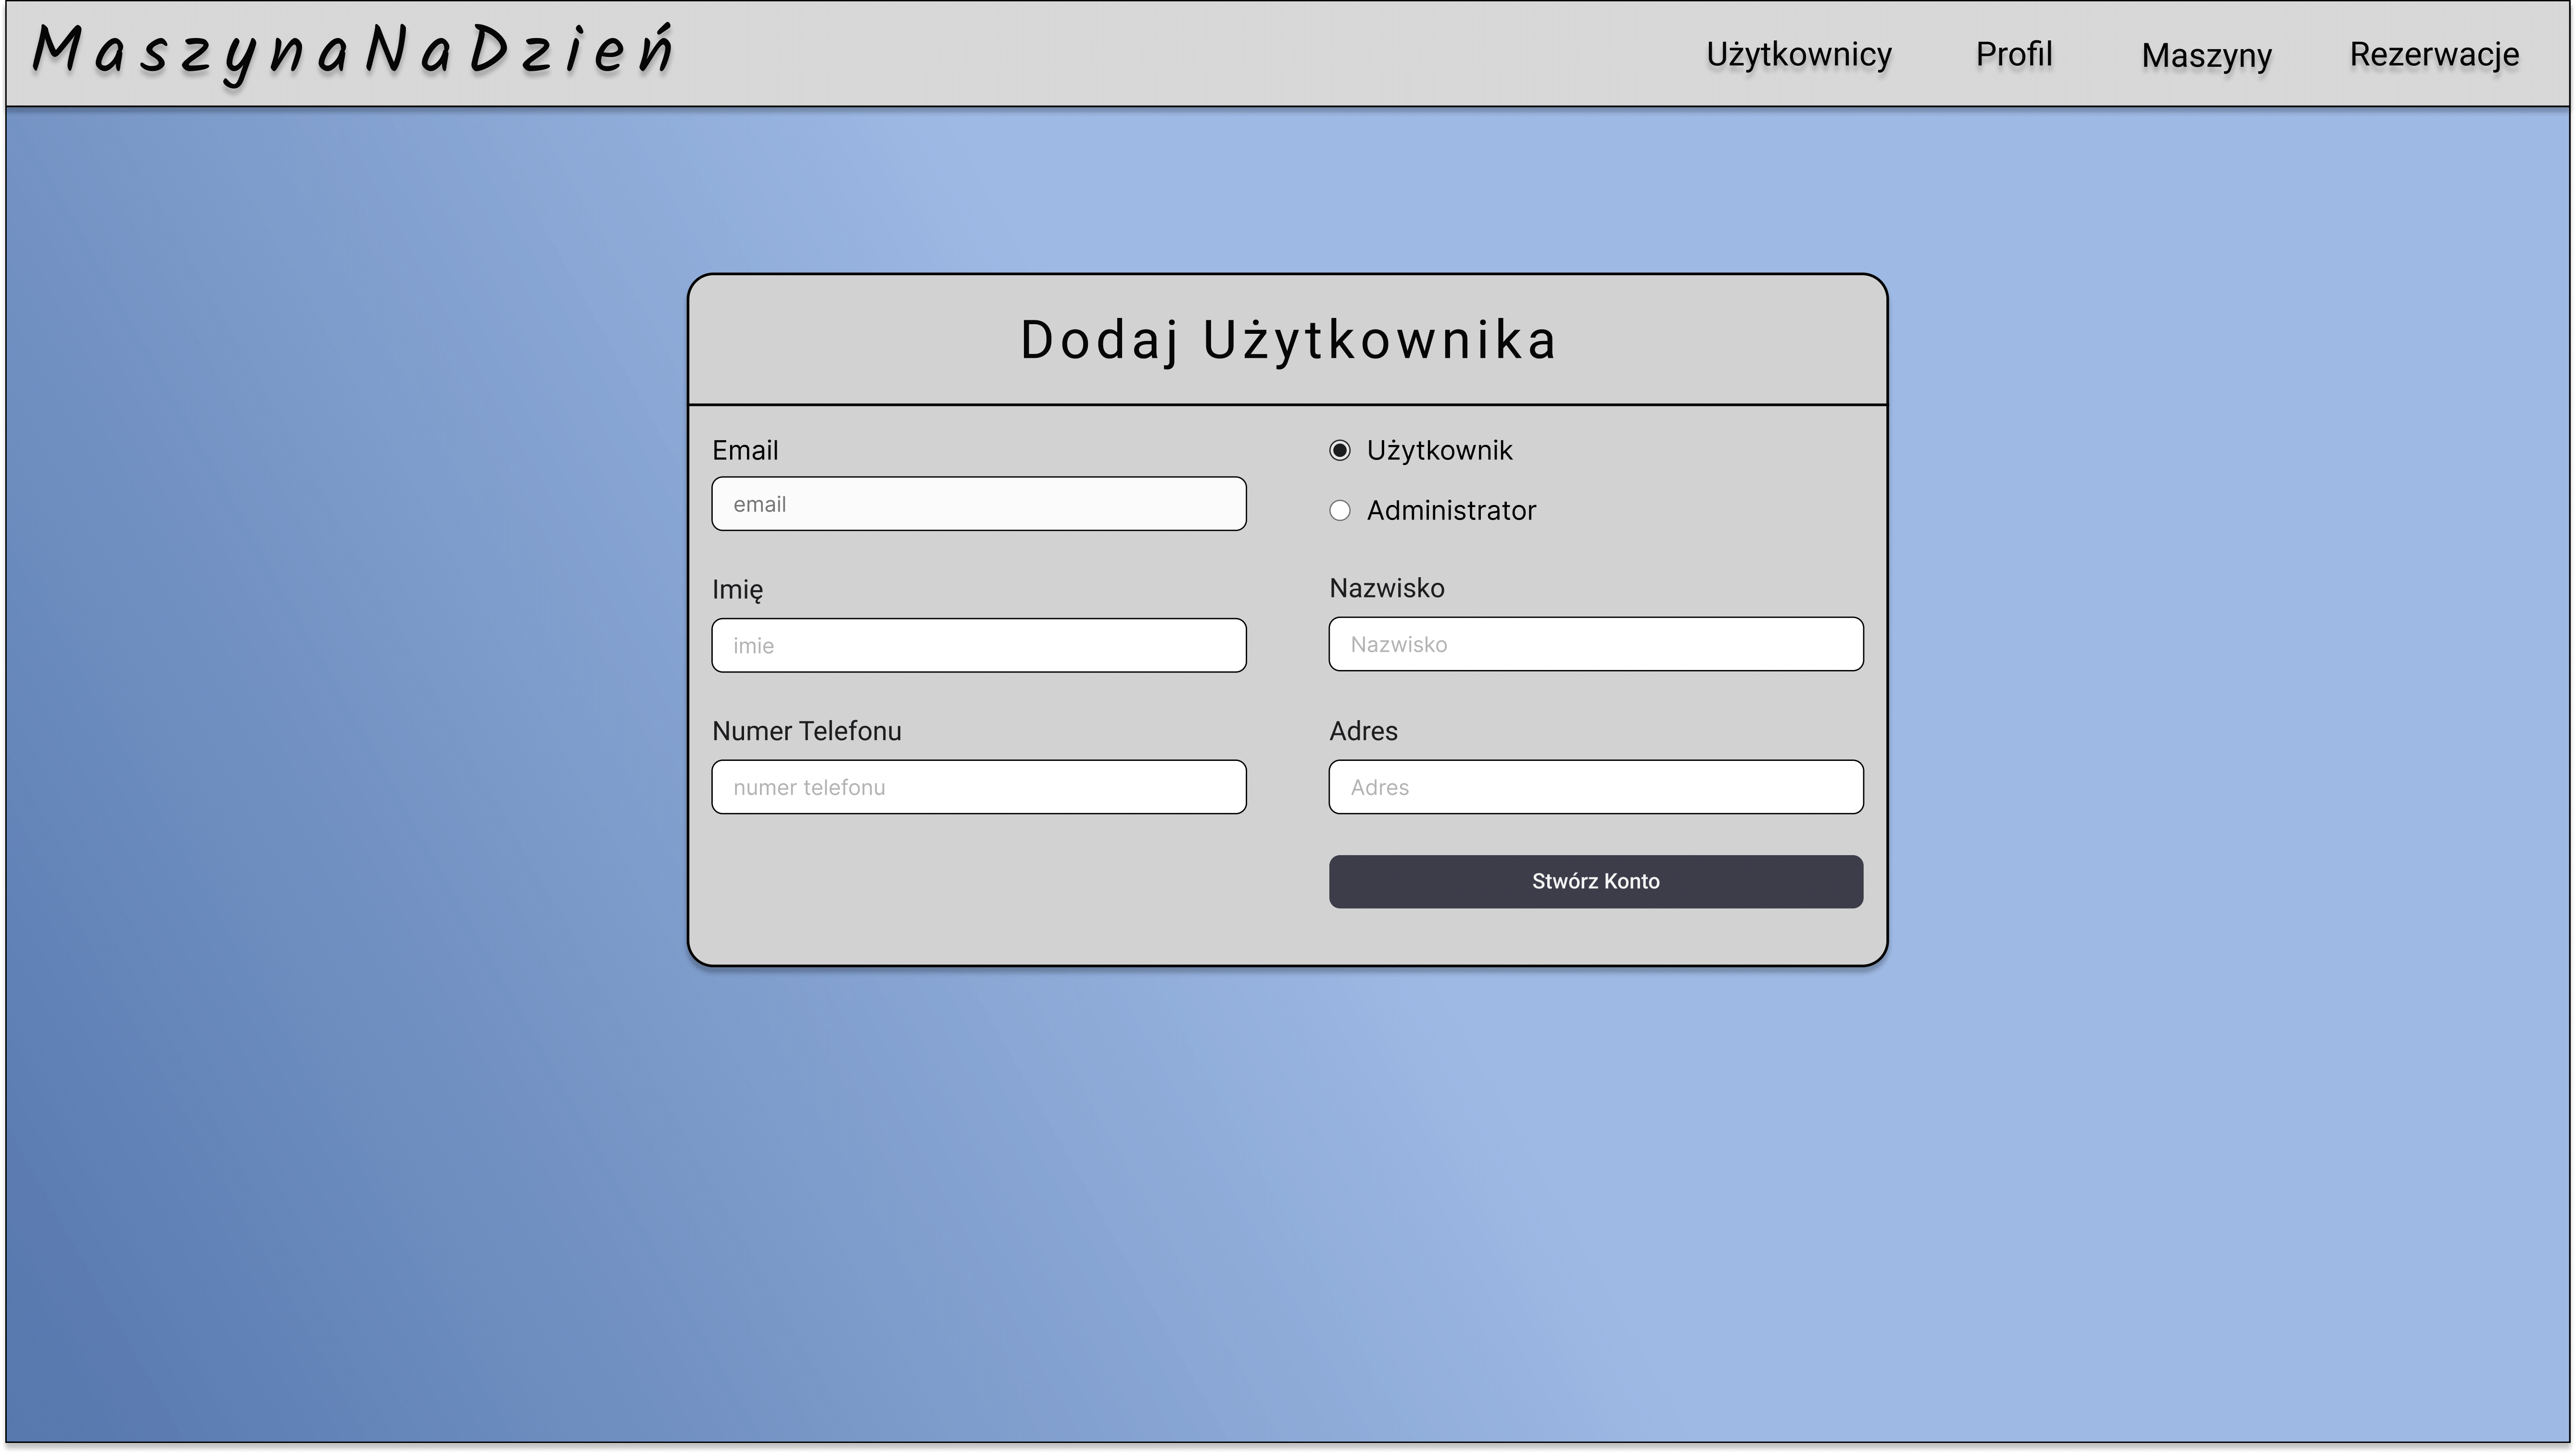 MaszynaNaDzień
Użytkownicy Profil Maszyny Rezerwacje
Dodaj Użytkownika
Email
email
Użytkownik
Administrator
Imię
imie
Nazwisko
Nazwisko
Numer Telefonu
numer telefonu
Adres
Adres
Stwórz Konto